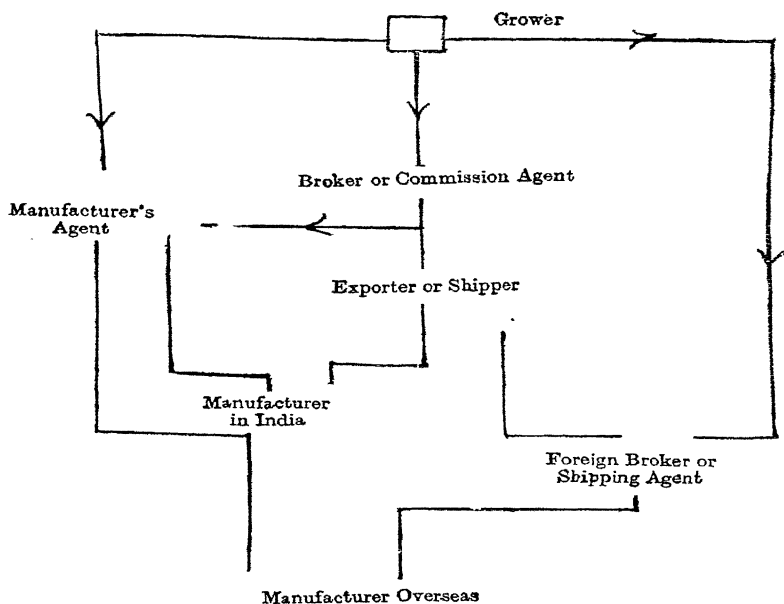 Grower
Broker or Commission Agent
Manufacturer's
Agent
Exporter or Shipper
Manufacturer
in India
Foreign Broker or
Shipping Agent
Manufacturer Overseas